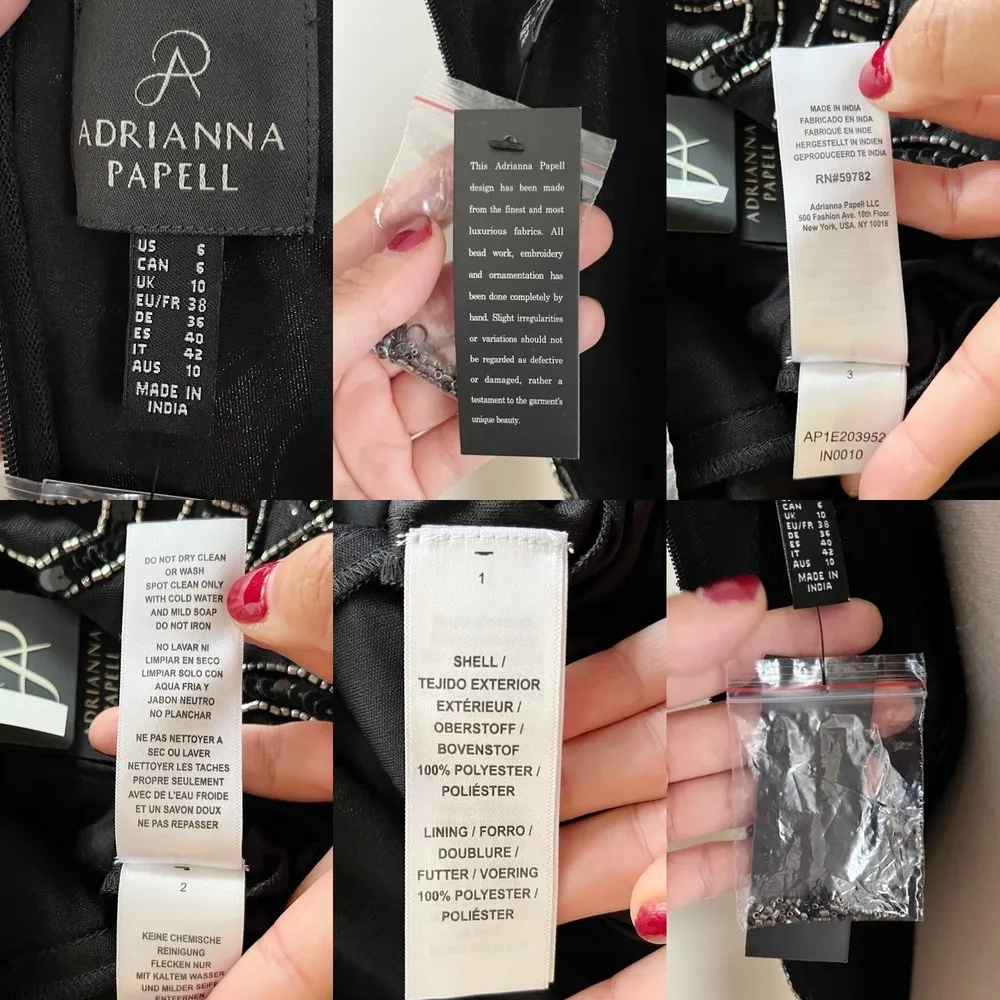 ADRIANNA
PAPELL
US 6
CAN 6
UK 10
EU/FR 38
DE 36
ES 40
IT 42
AUS 10
MADE IN
INDIA
This Adrianna Papell
design has been made
from the finest and most
luxurious fabrics. All
bead work, embroidery
and ornamentation has
been done completely by
hand. Slight irregularities
or variations should not
be regarded as defective
or damaged, rather a
testament to the garment's
unique beauty.
ADRIANNA
PAPELL
MADE IN INDIA
FABRICADO EN INDA
FABRIQUÉ EN INDE
HERGESTELLT IN INDIEN
GEPRODUCEERD TE INDIA
RN#59782
Adrianna Papell LLC
500 Fashion Ave. 10th Floor.
New York, USA. NY 10018
3
AP1E203952
IN0010
ADRIANNA
PAPELL
DO NOT DRY CLEAN
OR WASH
SPOT CLEAN ONLY
WITH COLD WATER
AND MILD SOAP
DO NOT IRON
NO LAVAR NI
LIMPIAR EN SECO
LIMPIAR SOLO CON
AQUA FRIA Y
JABON NEUTRO
NO PLANCHAR
NE PAS NETTOYER A
SEC OU LAVER
NETTOYER LES TACHES
PROPRE SEULEMENT
AVEC DE L'EAU FROIDE
ET UN SAVON DOUX
NE PAS REPASSER
2
KEINE CHEMISCHE
REINIGUNG
FLECKEN NUR
MIT KALTEM WASSER
UND MILDER SEIFE
ENTFERNEN
1
SHELL /
TEJIDO EXTERIOR
EXTÉRIEUR /
OBERSTOFF /
BOVENSTOF
100% POLYESTER /
POLIÉSTER
LINING / FORRO /
DOUBLURE /
FUTTER / VOERING
100% POLYESTER /
POLIÉSTER
CAN 6
UK 10
EU/FR 38
DE 36
ES 40
IT 42
AUS 10
MADE IN
INDIA